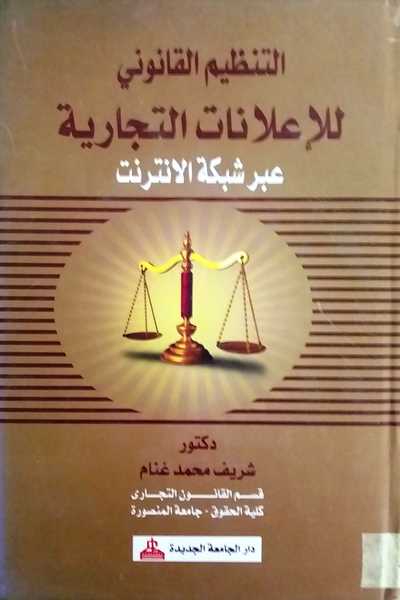 التنظيم القانوني
للإعلانات التجارية
عبر شبكة الانترنت
دكتور
شريف محمد غنام
قسم القانون التجارى
كلية الحقوق - جامعة المنصورة
دار الجامعة الجديدة